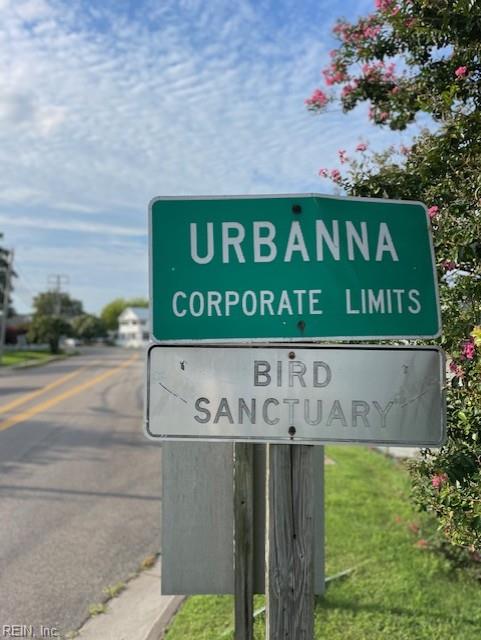 URBANNA
CORPORATE LIMITS
BIRD
SANCTUARY
REIN, Inc.